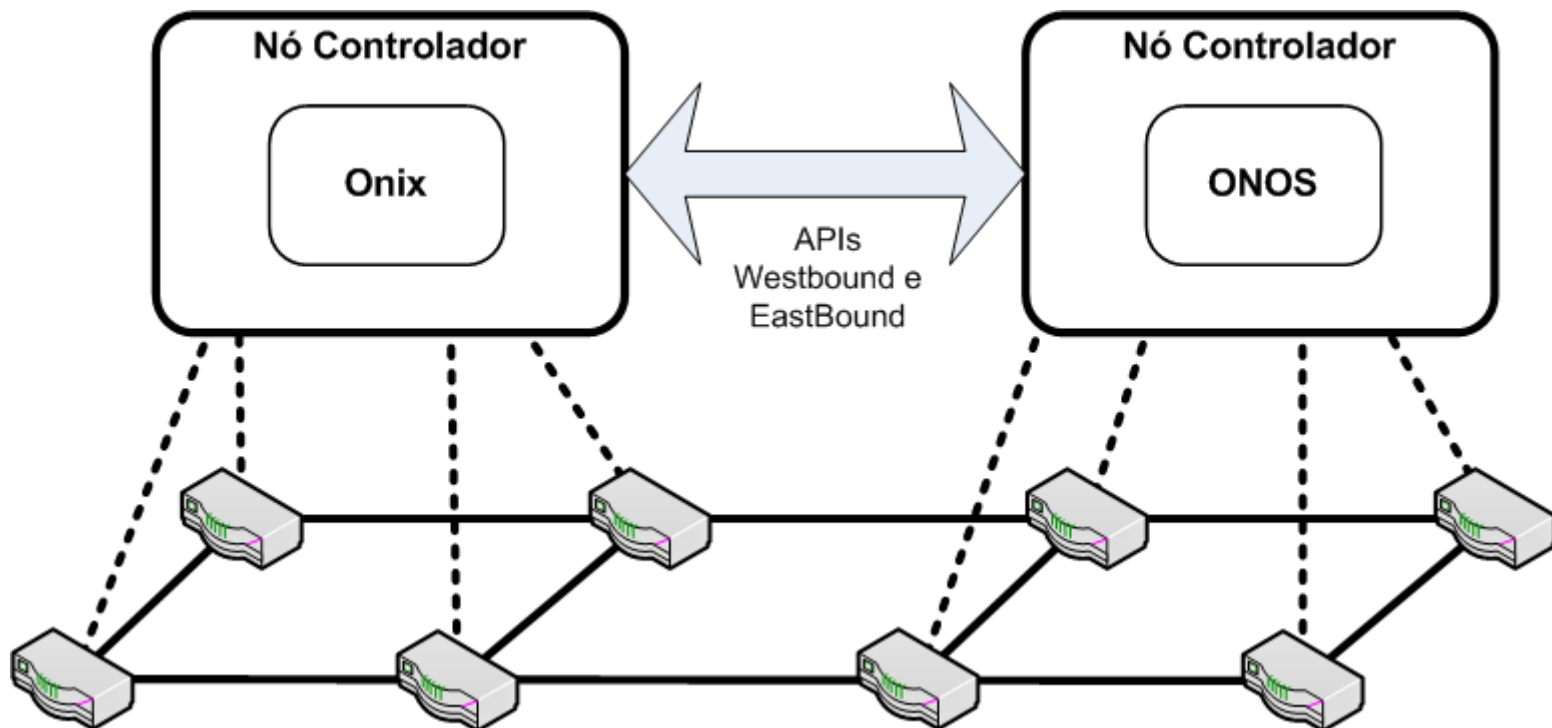 Nó Controlador
Onix
Nó Controlador
ONOS
APIs
Westbound e
EastBound